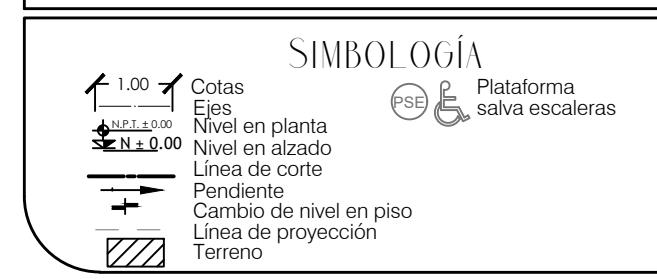 SIMBOLOGÍA
1.00 Cotas
Ejes
N.P.T. ± 0.00 Nivel en planta
N ± 0.00 Nivel en alzado
Línea de corte
Pendiente
Cambio de nivel en piso
Línea de proyección
Terreno
PSE Plataforma
salva escaleras